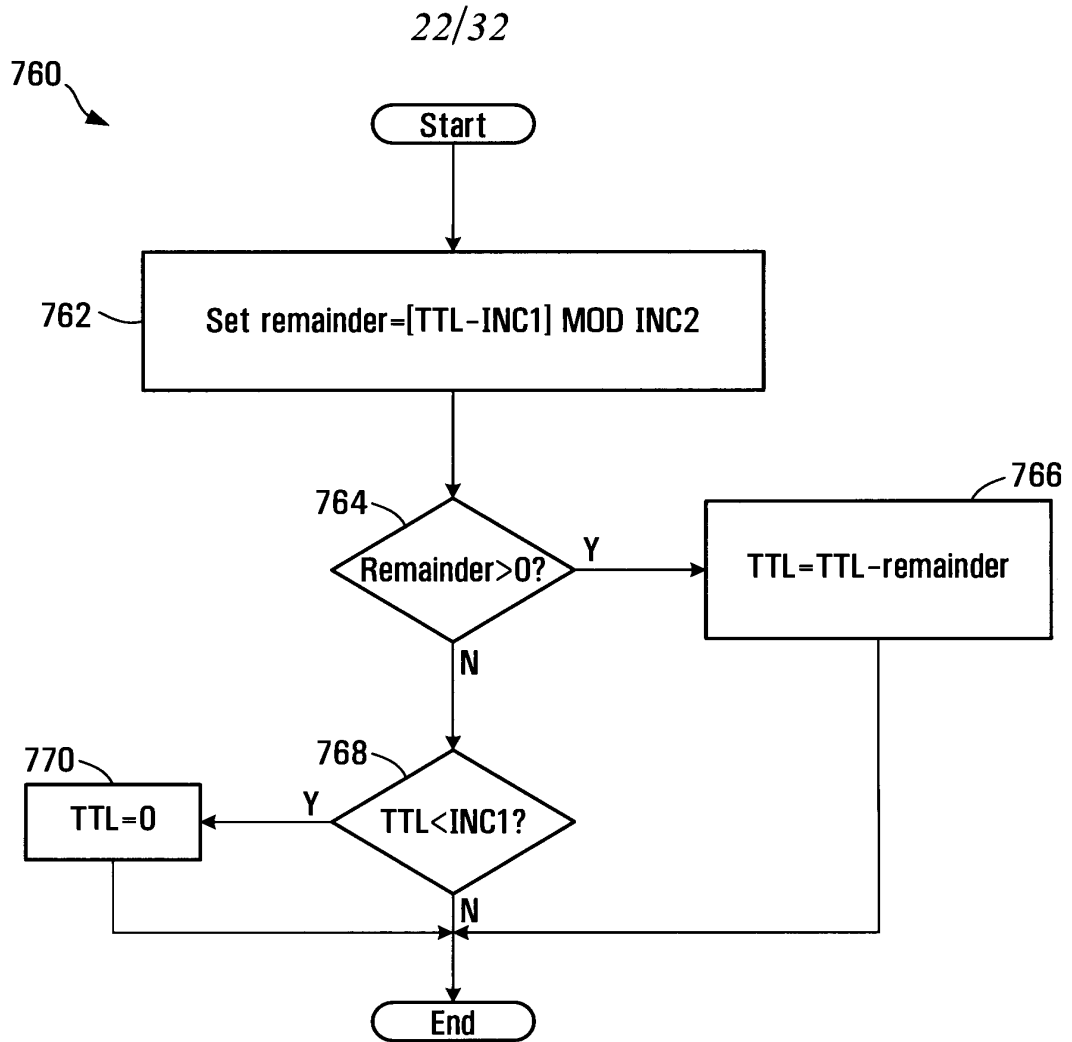 22/32
760
Start
762
Set remainder=[TTL-INC1] MOD INC2
764
Remainder>0?
Y
766
TTL=TTL-remainder
N
770
TTL=0
768
Y
TTL<INC1?
N
End